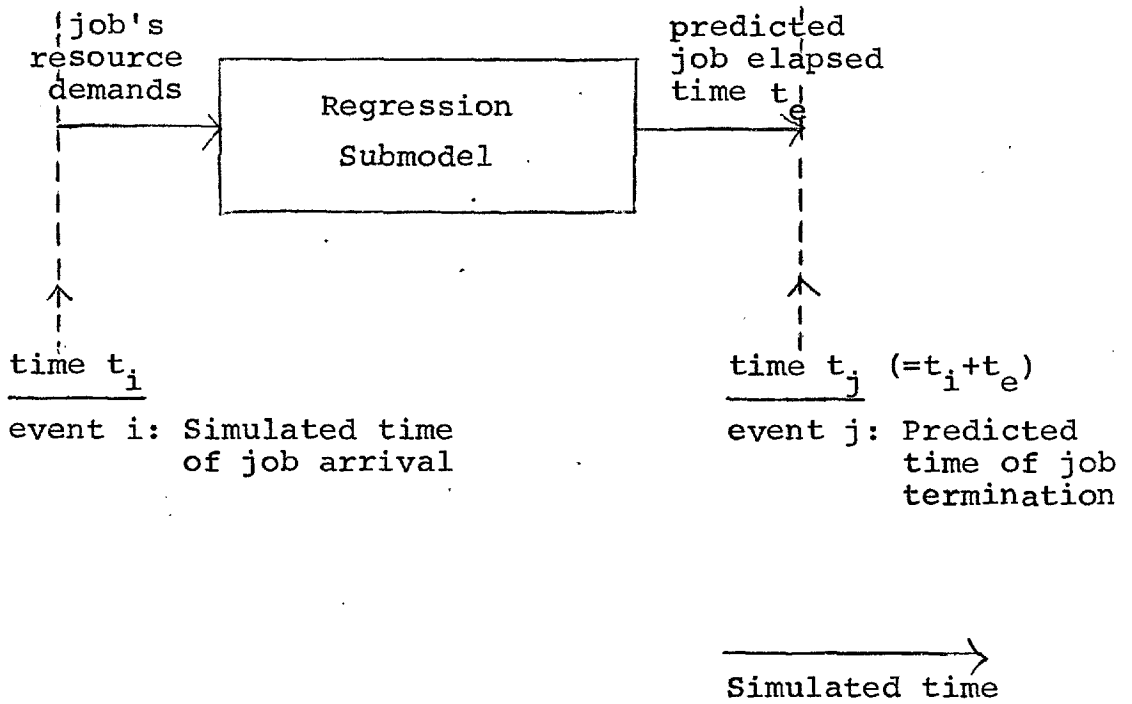 job's
resource
demands
Regression
Submodel
predicted
job elapsed
time t_e
time t_i
event i: Simulated time
of job arrival
time t_j (=t_i+t_e)
event j: Predicted
time of job
termination
Simulated time